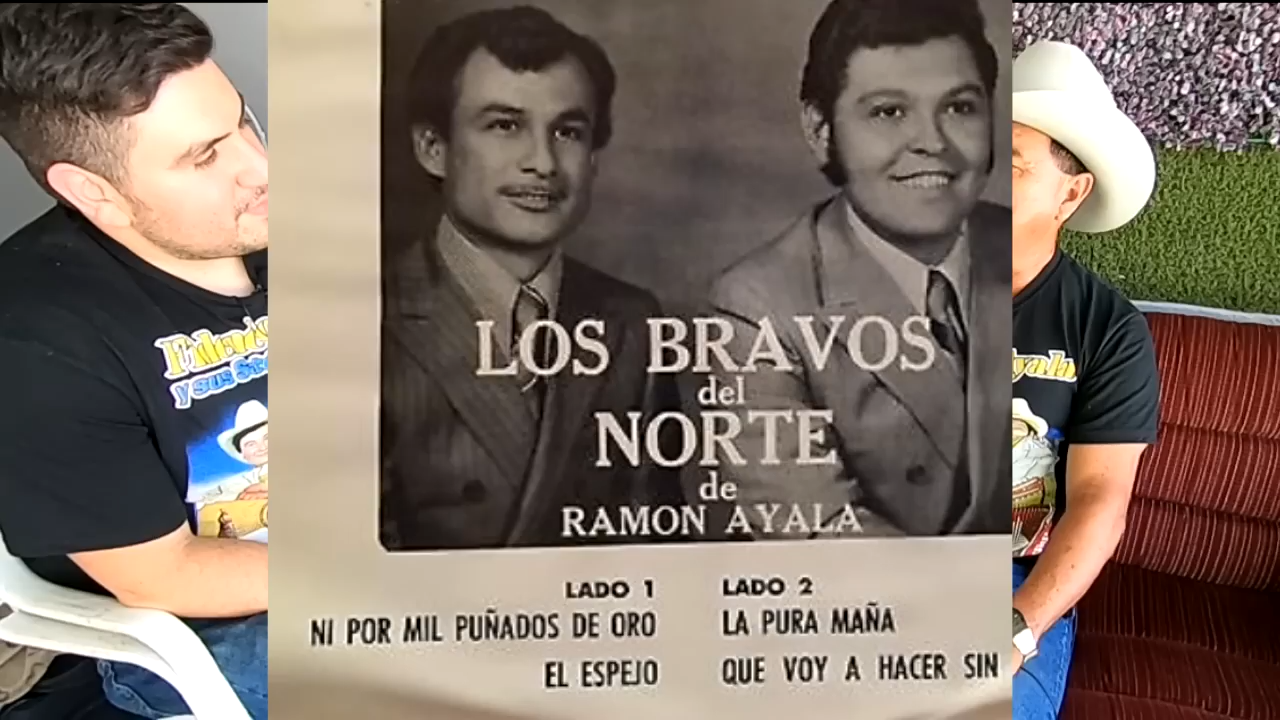 LOS BRAVOS
del
NORTE
de
RAMON AYALA
LADO 1
NI POR MIL PUÑADOS DE ORO
EL ESPEJO
LADO 2
LA PURA MAÑA
QUE VOY A HACER SIN
y sus